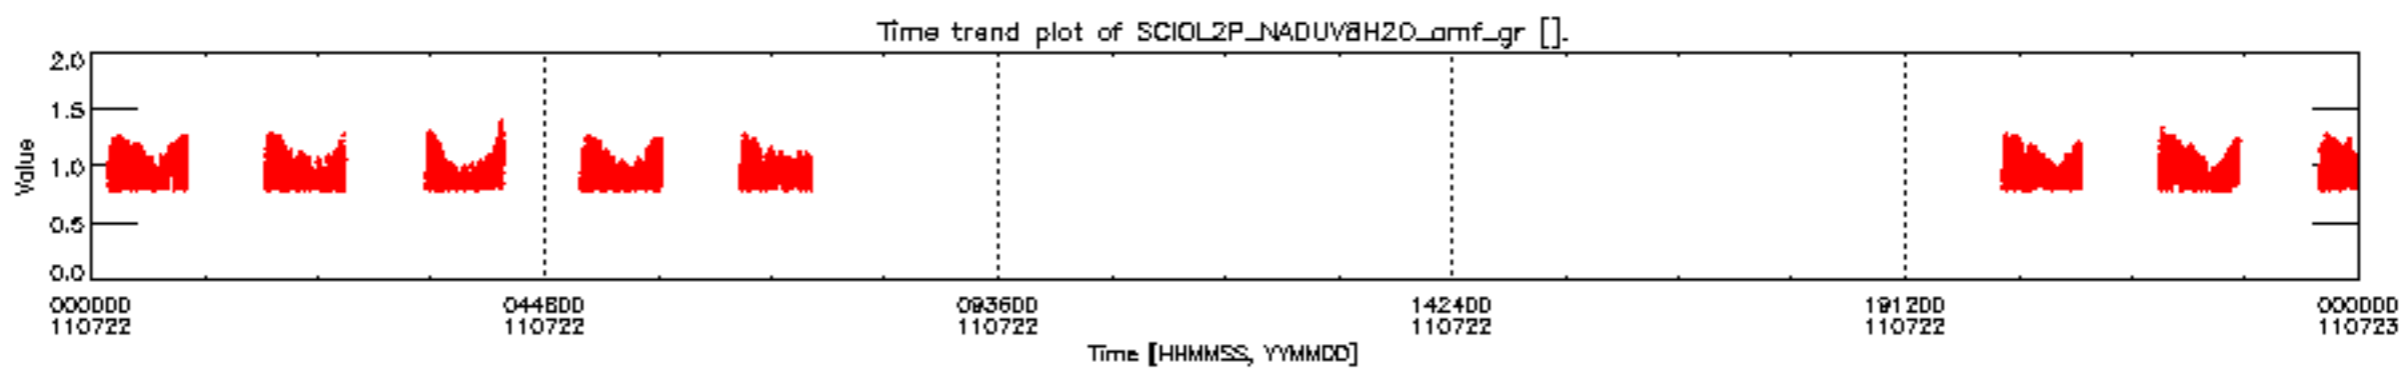 Time trend plot of SCIOL2P_NADUV8H2O_amf_gr [].
2.0
1.5
1.0
0.5
0.0
Value
000000 044800 093600 142400 191200 000000
110722 110722 110722 110722 110722 110723
Time [HHMMSS, YYMMDD]